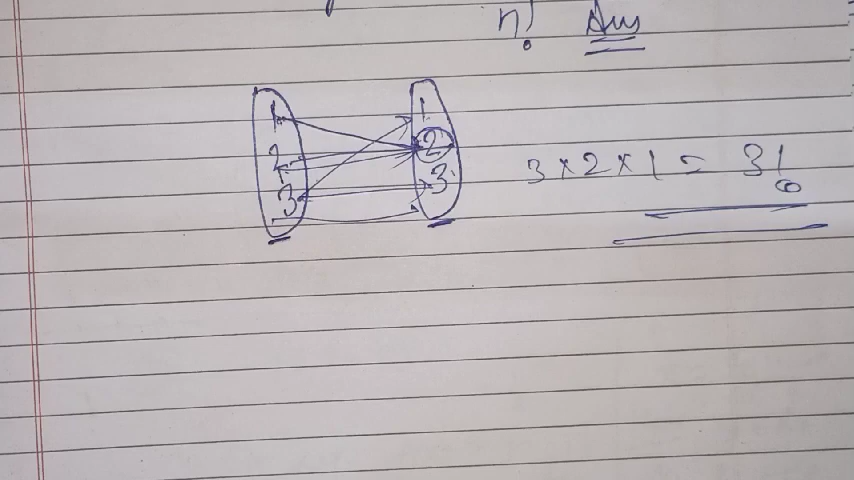 n! Ans
1 1
2 2
3 3
3 × 2 × 1 = 3!